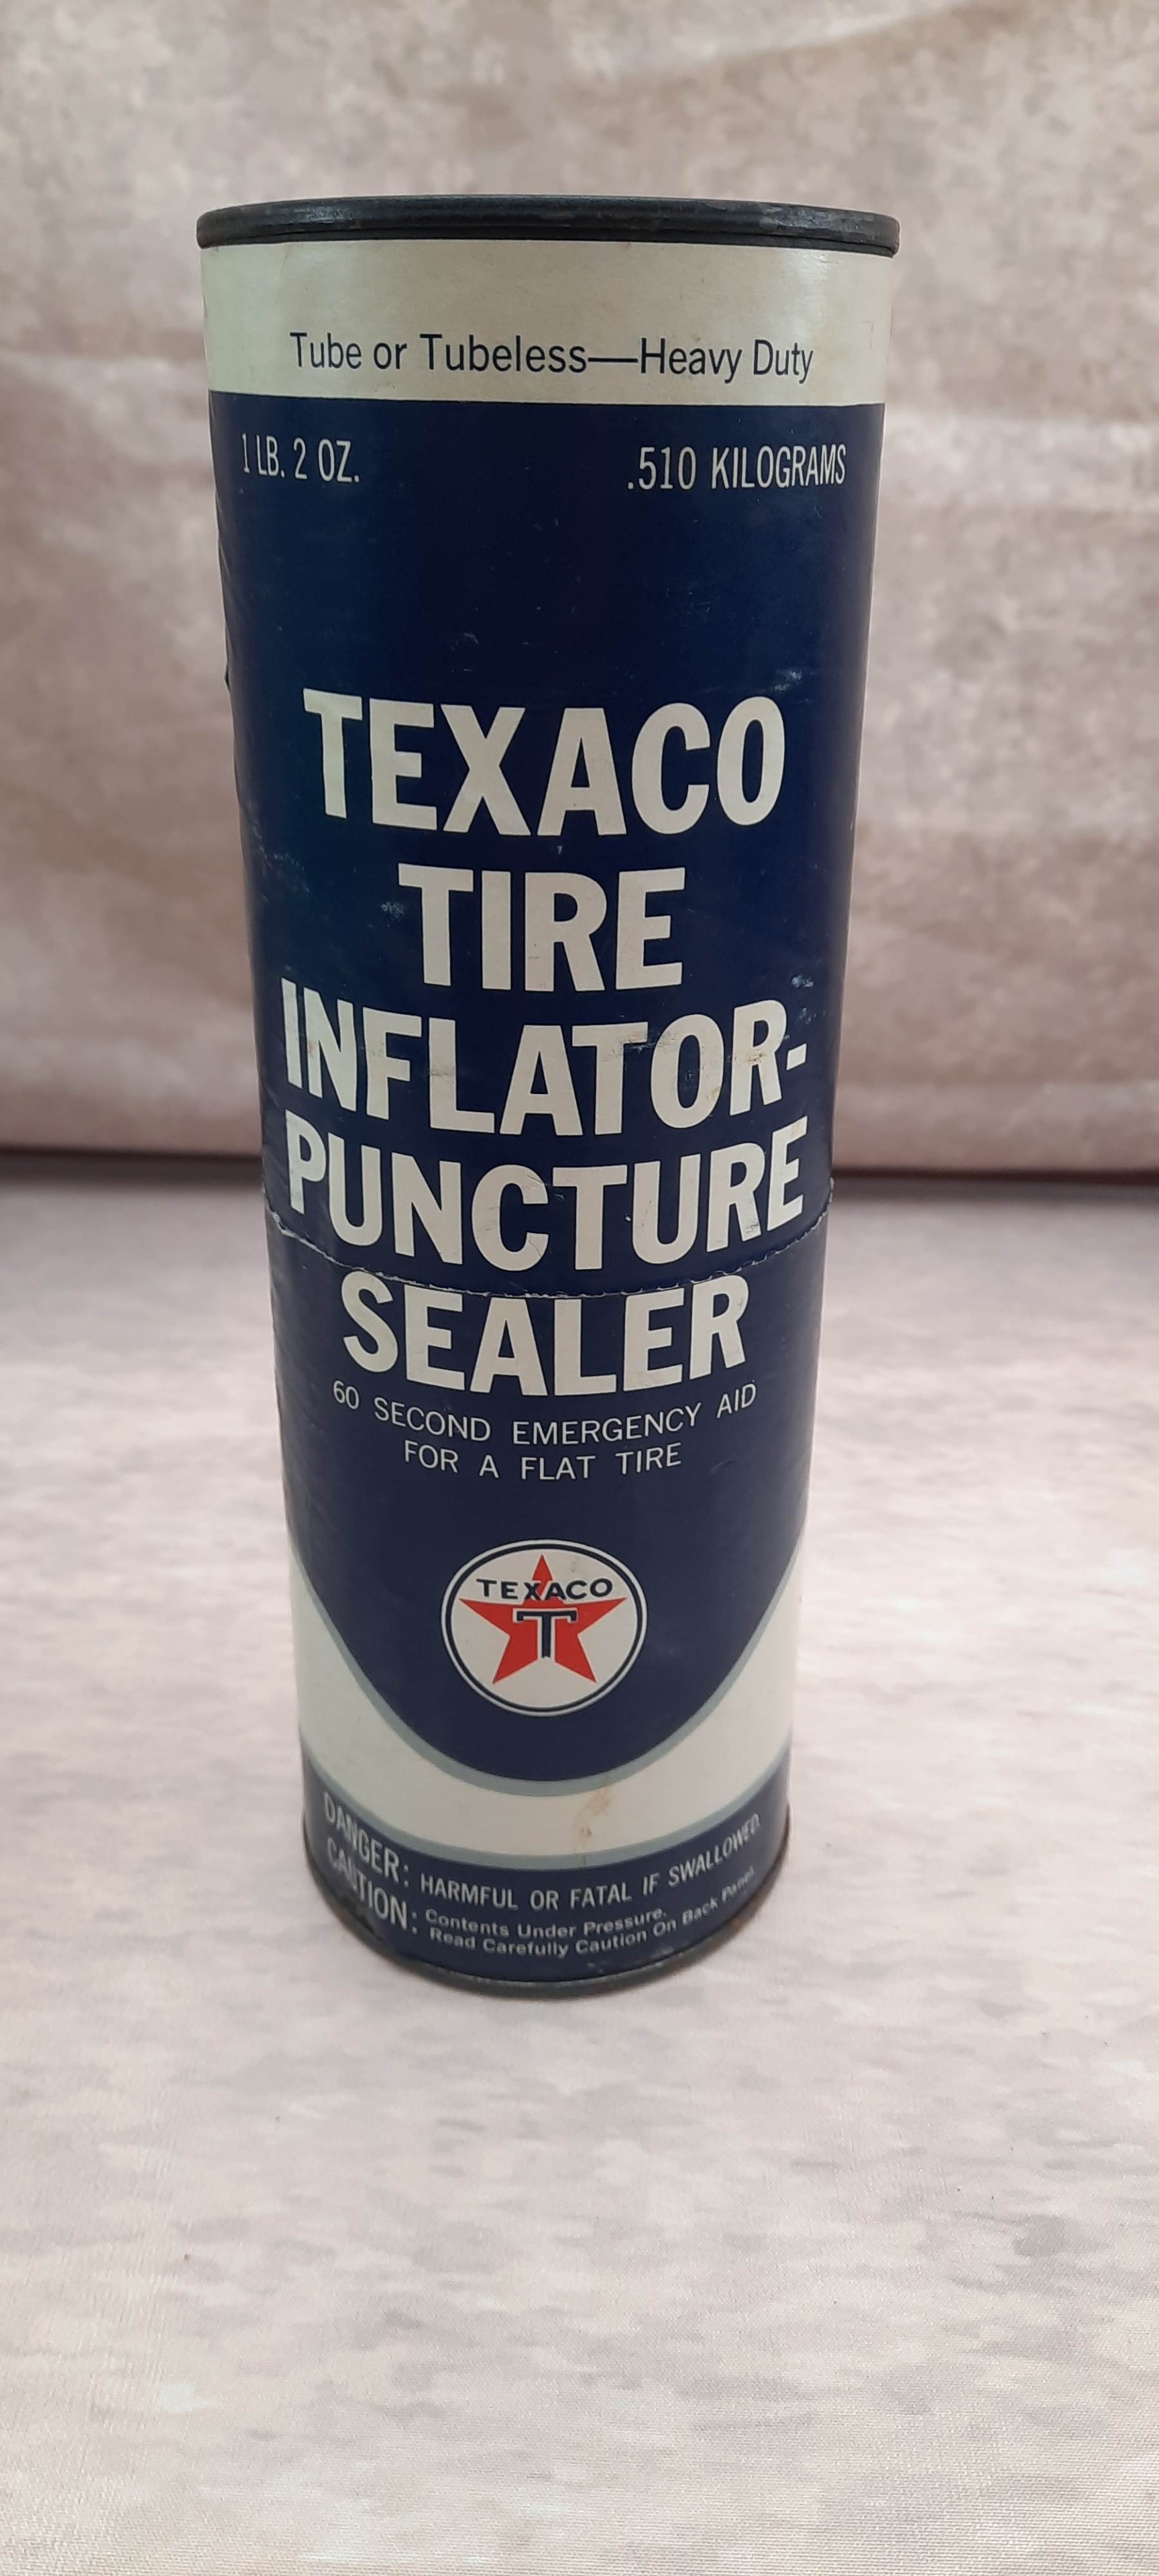 Tube or Tubeless—Heavy Duty
1 LB. 2 OZ. .510 KILOGRAMS
TEXACO
TIRE
INFLATOR-
PUNCTURE
SEALER
60 SECOND EMERGENCY AID
FOR A FLAT TIRE
TEXACO
T
DANGER: HARMFUL OR FATAL IF SWALLOWED.
CAUTION: Contents Under Pressure.
Read Carefully Caution On Back Panel.